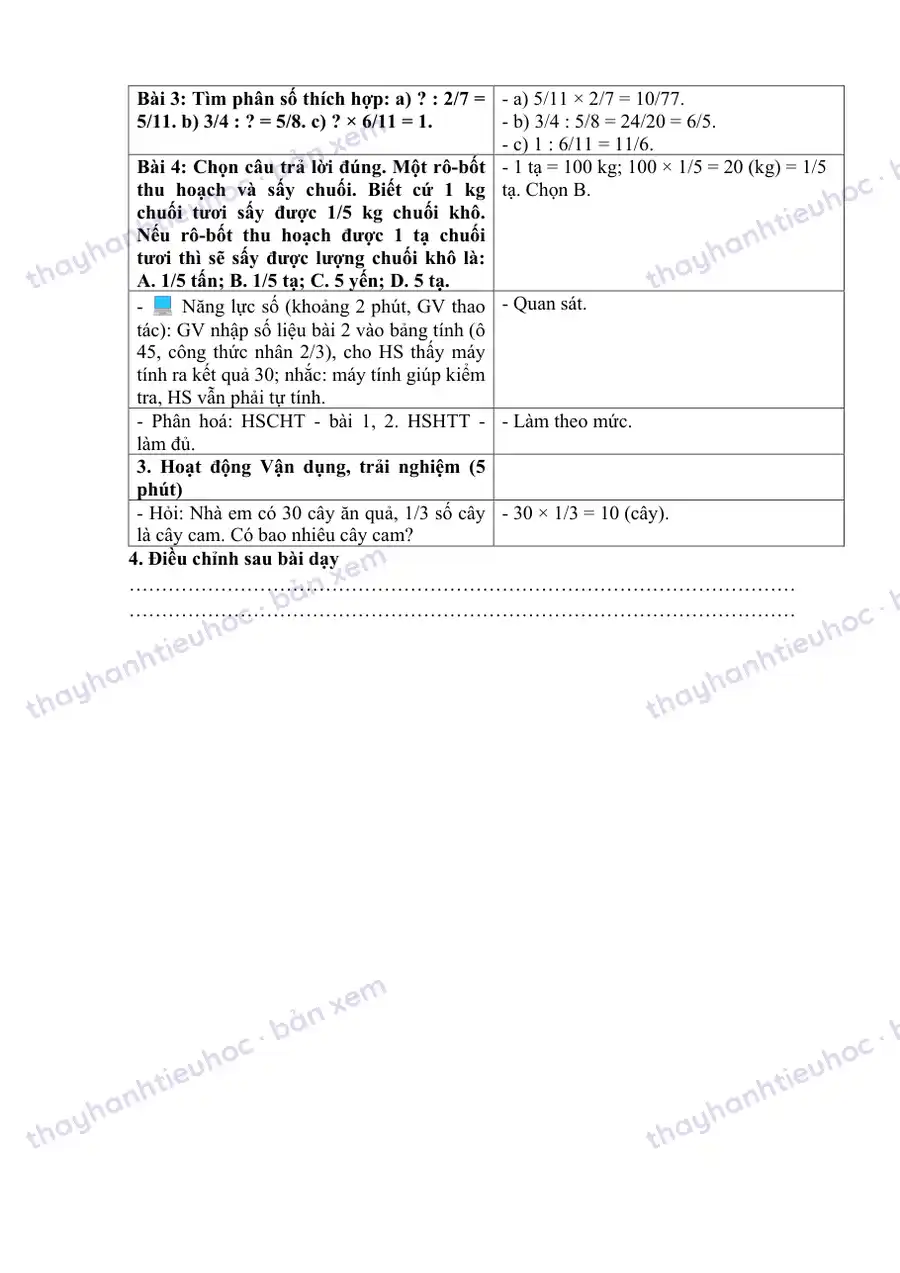 Bài 3: Tìm phân số thích hợp: a) ? : 2/7 =
5/11. b) 3/4 : ? = 5/8. c) ? × 6/11 = 1.
- a) 5/11 × 2/7 = 10/77.
- b) 3/4 : 5/8 = 24/20 = 6/5.
- c) 1 : 6/11 = 11/6.
Bài 4: Chọn câu trả lời đúng. Một rô-bốt
thu hoạch và sấy chuối. Biết cứ 1 kg
chuối tươi sấy được 1/5 kg chuối khô.
Nếu rô-bốt thu hoạch được 1 tạ chuối
tươi thì sẽ sấy được lượng chuối khô là:
A. 1/5 tấn; B. 1/5 tạ; C. 5 yến; D. 5 tạ.
- 1 tạ = 100 kg; 100 × 1/5 = 20 (kg) = 1/5
tạ. Chọn B.
- Năng lực số (khoảng 2 phút, GV thao
tác): GV nhập số liệu bài 2 vào bảng tính (ô
45, công thức nhân 2/3), cho HS thấy máy
tính ra kết quả 30; nhắc: máy tính giúp kiểm
tra, HS vẫn phải tự tính.
- Quan sát.
- Phân hoá: HSCHT - bài 1, 2. HSHTT -
làm đủ.
- Làm theo mức.
3. Hoạt động Vận dụng, trải nghiệm (5
phút)
- Hỏi: Nhà em có 30 cây ăn quả, 1/3 số cây
là cây cam. Có bao nhiêu cây cam?
- 30 × 1/3 = 10 (cây).
4. Điều chỉnh sau bài dạy
thayhanhtieuhoc · bản xem
thayhanhtieuhoc · b
thayhanhtieuhoc · bản xem
thayhanhtieuhoc · b
thayhanhtieuhoc · bản xem
thayhanhtieuhoc · b